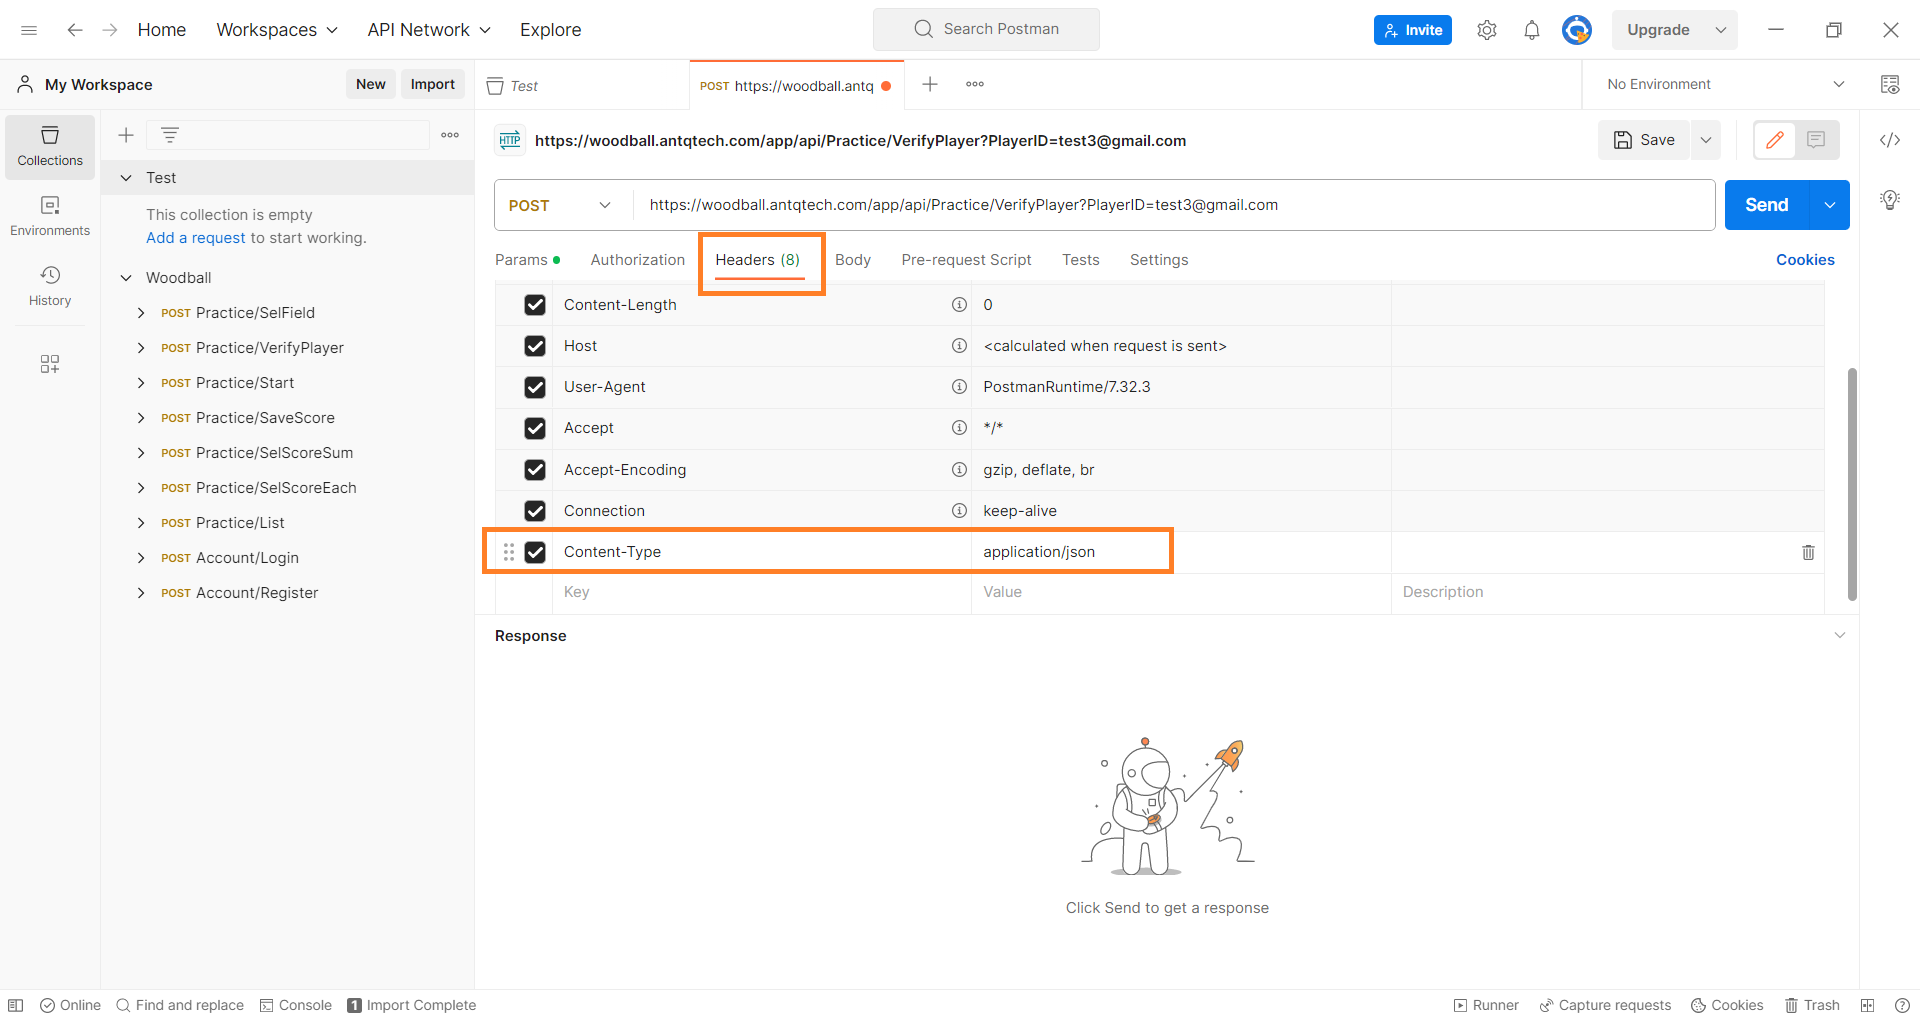 Home Workspaces API Network Explore Search Postman Invite Upgrade
My Workspace New Import Test POST https://woodball.antq No Environment
Collections
Environments
History
Test
This collection is empty
Add a request to start working.
Woodball
POST Practice/SelField
POST Practice/VerifyPlayer
POST Practice/Start
POST Practice/SaveScore
POST Practice/SelScoreSum
POST Practice/SelScoreEach
POST Practice/List
POST Account/Login
POST Account/Register
HTTP https://woodball.antqtech.com/app/api/Practice/VerifyPlayer?PlayerID=test3@gmail.com Save
POST https://woodball.antqtech.com/app/api/Practice/VerifyPlayer?PlayerID=test3@gmail.com Send
Params Authorization Headers (8) Body Pre-request Script Tests Settings Cookies
Content-Length 0
Host <calculated when request is sent>
User-Agent PostmanRuntime/7.32.3
Accept */*
Accept-Encoding gzip, deflate, br
Connection keep-alive
Content-Type application/json
Key Value Description
Response
Click Send to get a response
Online Find and replace Console 1 Import Complete Runner Capture requests Cookies Trash